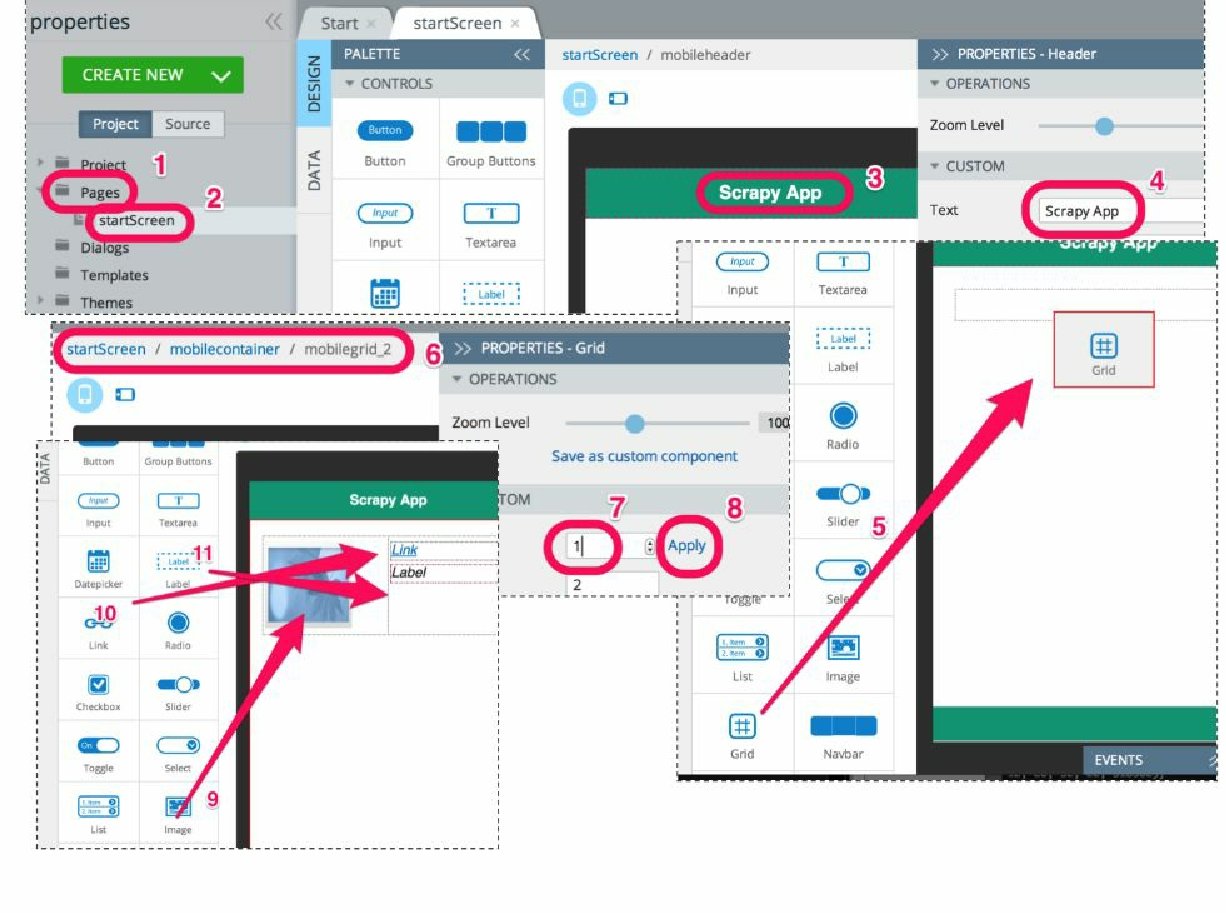 properties
Start × startScreen ×
CREATE NEW
DESIGN
DATA
PALETTE
CONTROLS
startScreen / mobileheader
PROPERTIES - Header
OPERATIONS
Zoom Level
CUSTOM
Text Scrapy App
4
Project Source
Project
1
Pages
2
startScreen
Dialogs
Templates
Themes
Button
Button Group Buttons
Input T
Input Textarea
Label
Scrapy App
3
Scrapy App
Input T
Input Textarea
Label
Label
Radio
Slider
5
Toggle Select
1. Item
2. Item
List Image
Grid Navbar
Grid
EVENTS
startScreen / mobilecontainer / mobilegrid_2
6
PROPERTIES - Grid
OPERATIONS
Zoom Level 100
Save as custom component
TOM
7
8
1 Apply
2
DATA
Button Group Buttons
Input T
Input Textarea
Label
11
Datepicker Label
10
Link Radio
Checkbox Slider
On
Toggle Select
1. Item
2. Item
9
List Image
Scrapy App
Link
Label